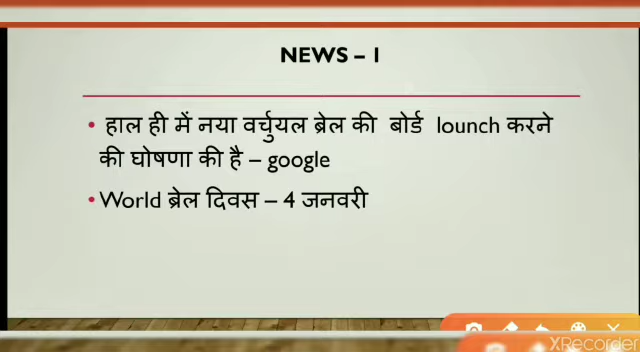 NEWS – I
• हाल ही में नया वर्चुयल ब्रेल की बोर्ड lounch करने
की घोषणा की है – google
• World ब्रेल दिवस – 4 जनवरी
XRecorder